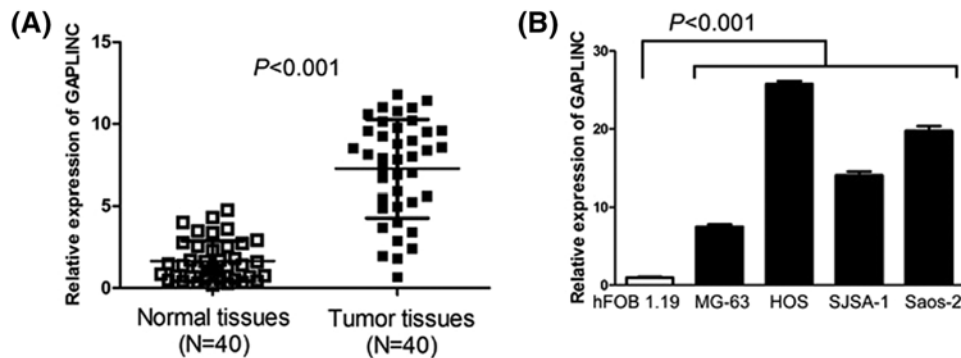 (A)
Relative expression of GAPLINC
15
10
5
0
P<0.001
Normal tissues
(N=40)
Tumor tissues
(N=40)
(B)
Relative expression of GAPLINC
30
20
10
0
P<0.001
hFOB 1.19 MG-63 HOS SJSA-1 Saos-2